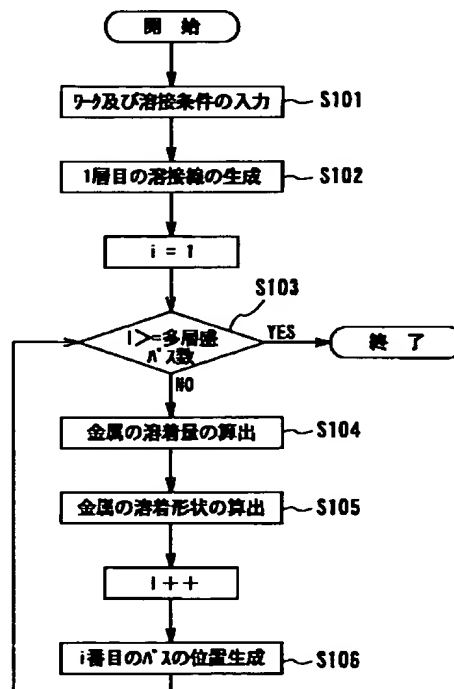 開始
ワーク及び溶接条件の入力
S101
1層目の溶接線の生成
S102
i = 1
S103
I>=多層盛
パス数
YES
終了
NO
金属の溶着量の算出
S104
金属の溶着形状の算出
S105
I++
i番目のパスの位置生成
S106